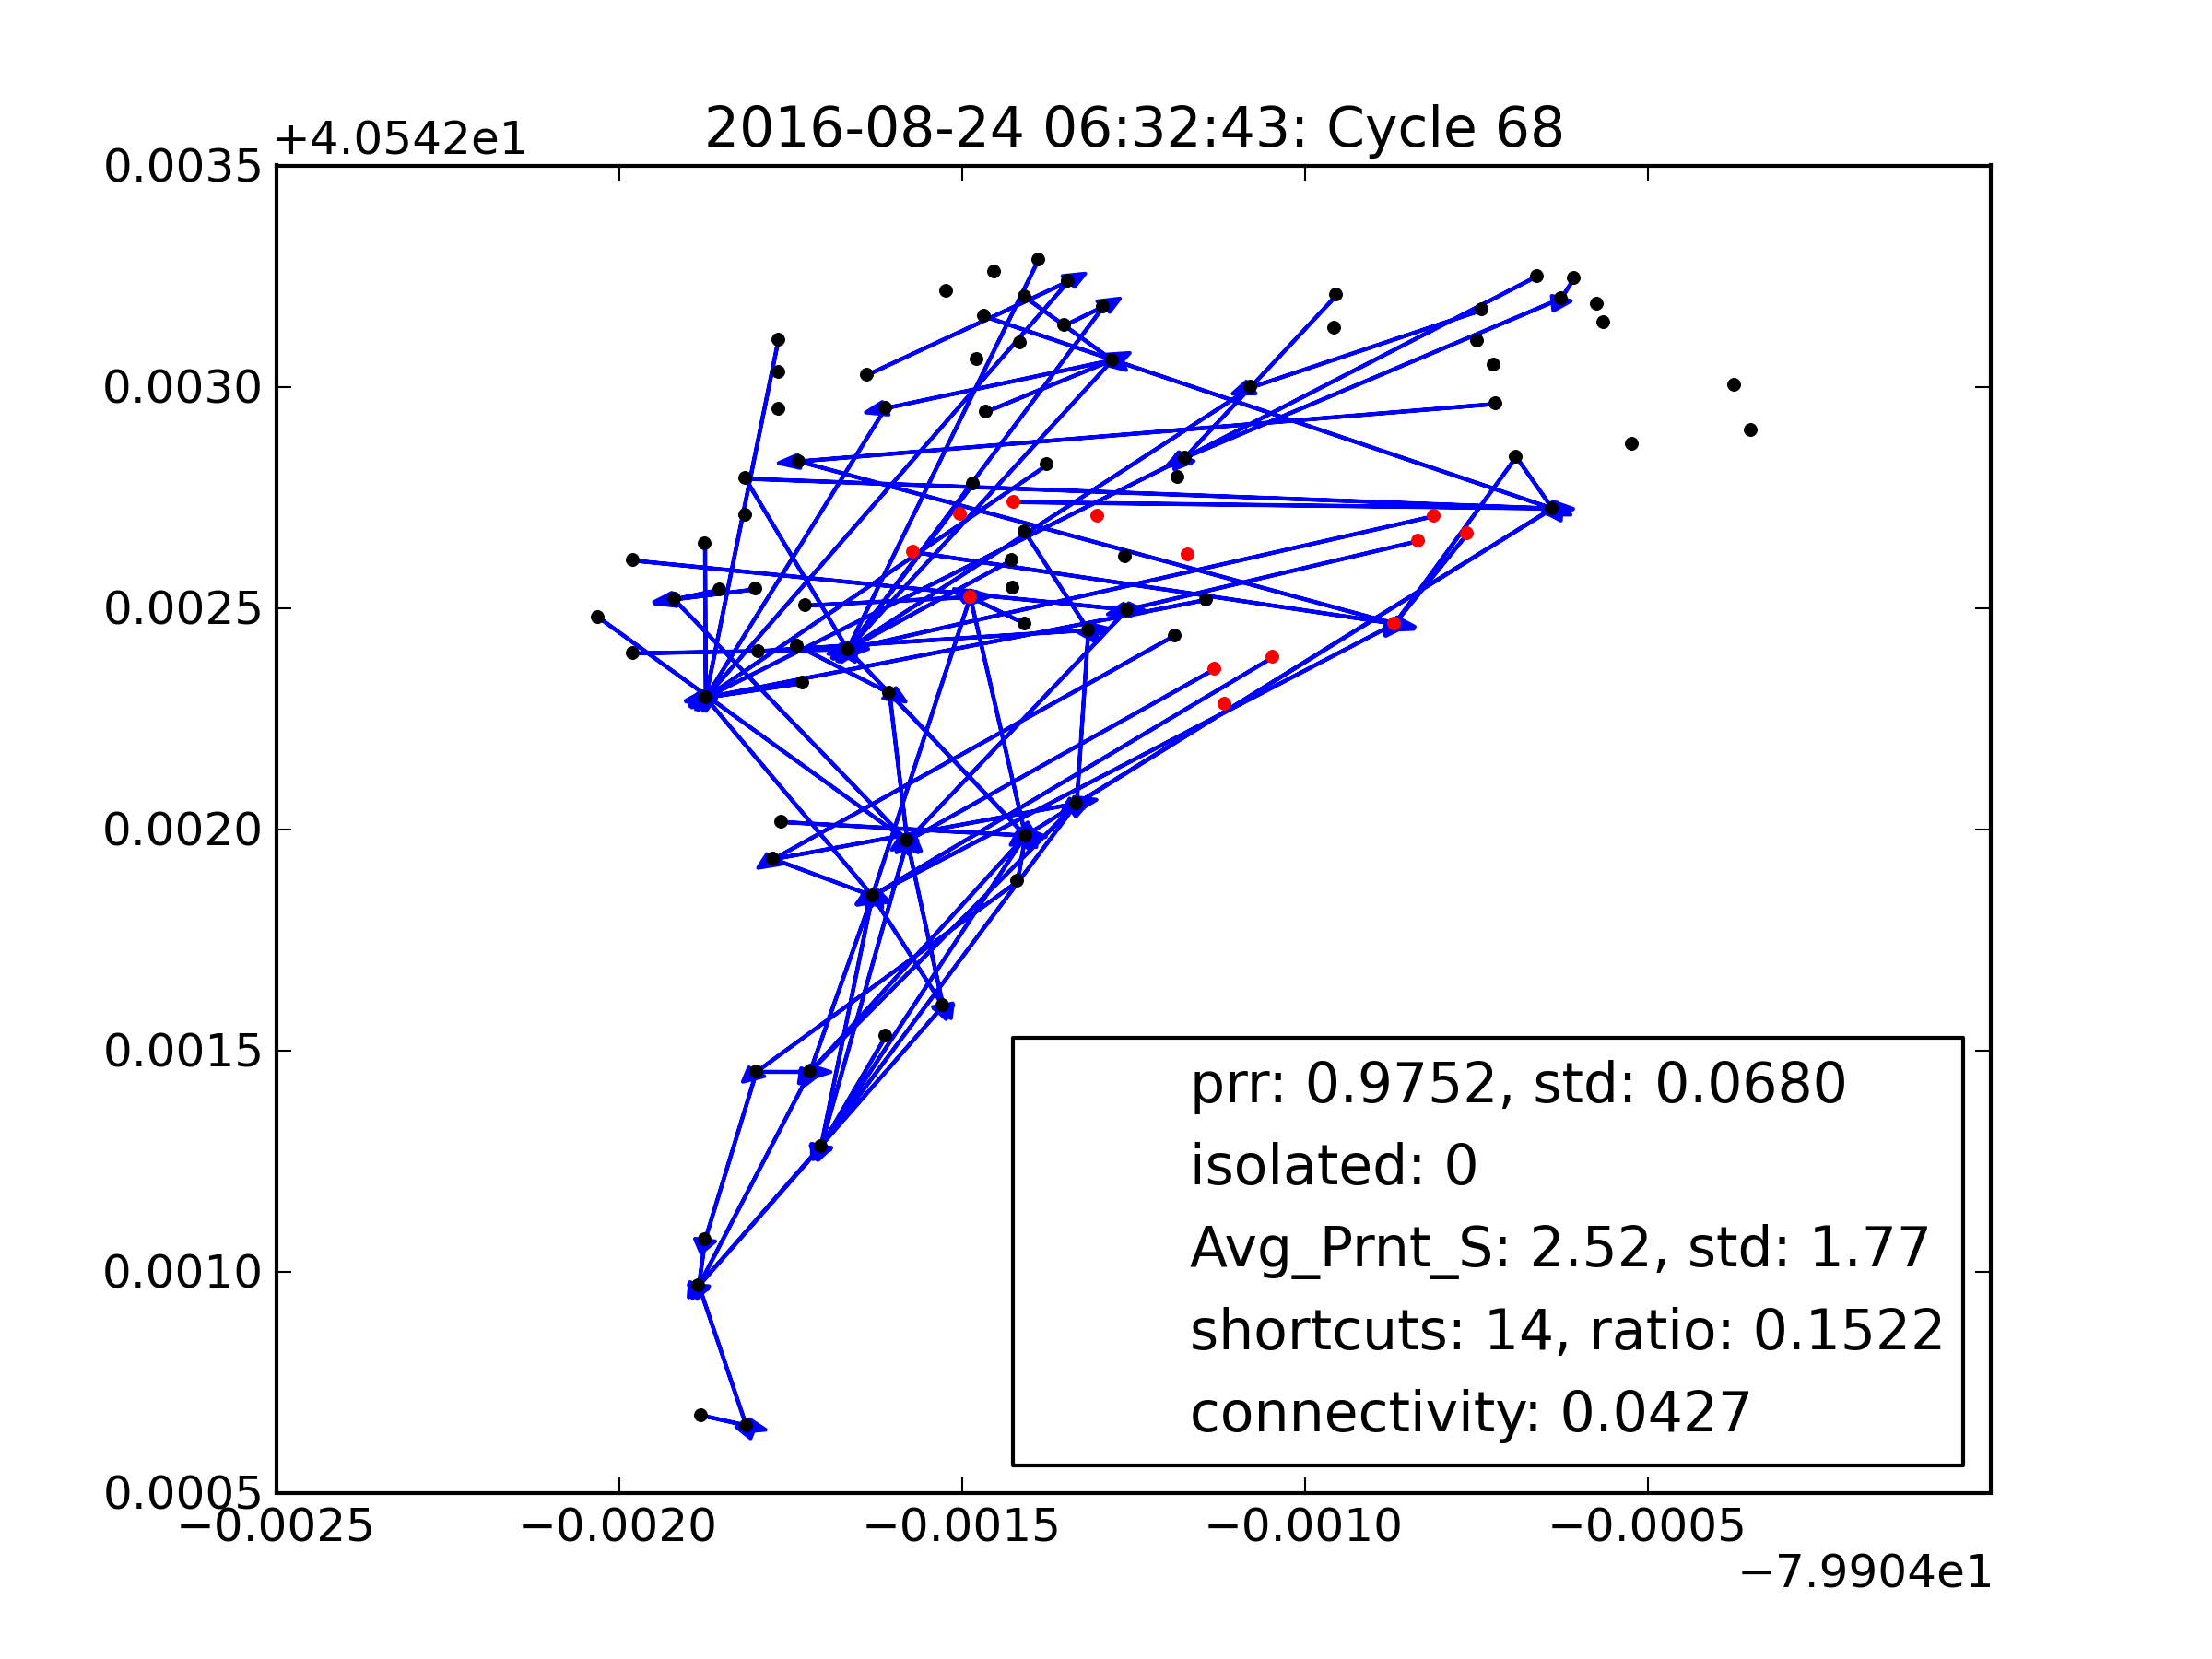 2016-08-24 06:32:43: Cycle 68
+4.0542e1
0.0035
0.0030
0.0025
0.0020
0.0015
0.0010
0.0005
prr: 0.9752, std: 0.0680
isolated: 0
Avg_Prnt_S: 2.52, std: 1.77
shortcuts: 14, ratio: 0.1522
connectivity: 0.0427
−0.0025 −0.0020 −0.0015 −0.0010 −0.0005
−7.9904e1